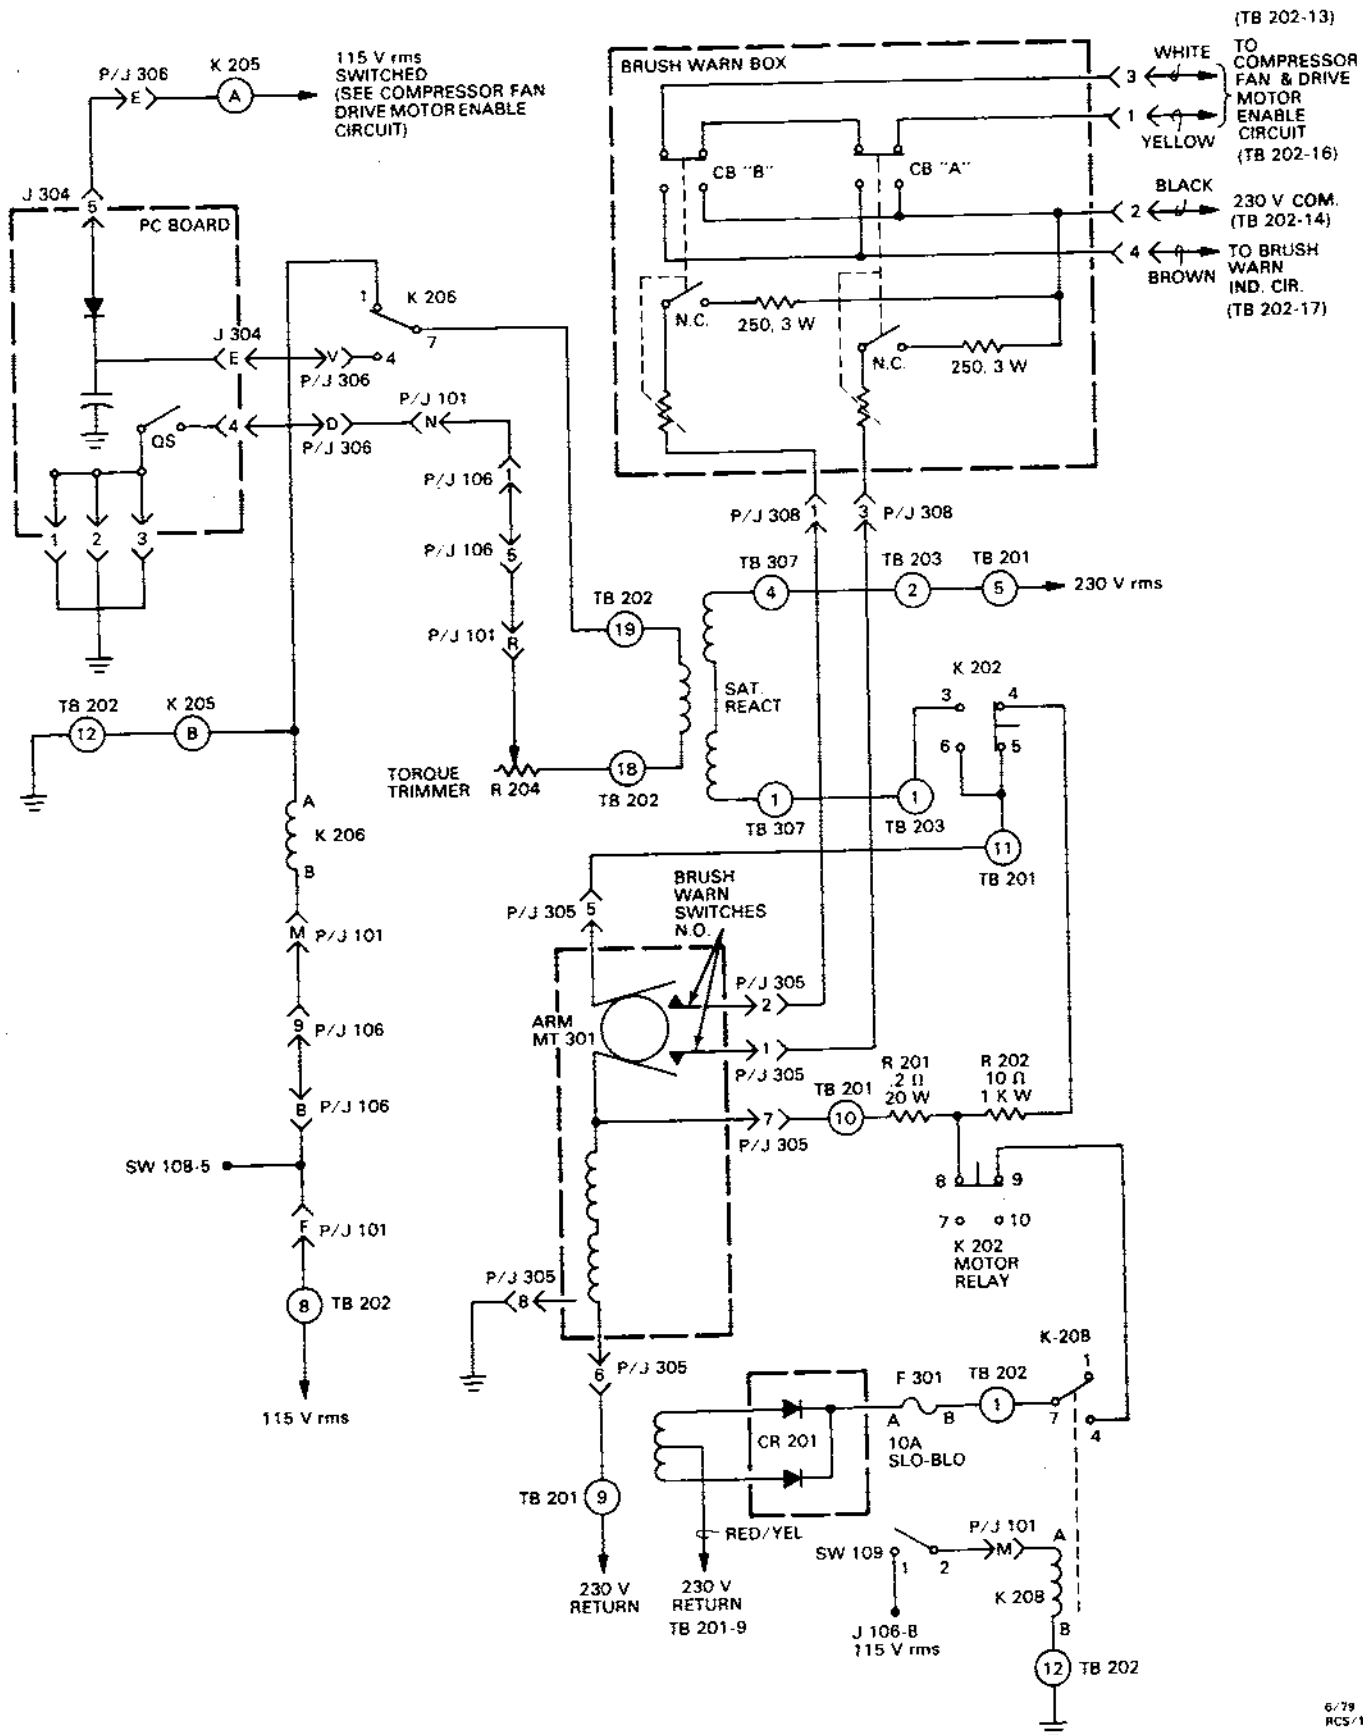 (TB 202-13)
P/J 306
K 205
115 V rms
SWITCHED
(SEE COMPRESSOR FAN
DRIVE MOTOR ENABLE
CIRCUIT)
E
A
BRUSH WARN BOX
WHITE
3
TO
COMPRESSOR
FAN & DRIVE
MOTOR
ENABLE
CIRCUIT
(TB 202-16)
1
YELLOW
CB "B"
CB "A"
J 304
5
PC BOARD
BLACK
2
230 V COM.
(TB 202-14)
4
BROWN
TO BRUSH
WARN
IND. CIR.
(TB 202-17)
1
K 206
7
4
N.C.
250, 3 W
N.C.
250, 3 W
J 304
E
V
P/J 306
P/J 101
QS
4
D
N
P/J 306
P/J 106
1
1
2
3
P/J 308
1
3
P/J 308
P/J 106
5
TB 307
TB 203
TB 201
4
2
5
230 V rms
TB 202
19
P/J 101
R
SAT.
REACT
K 202
3
4
6
5
TB 202
K 205
12
B
TORQUE
TRIMMER
R 204
18
TB 202
1
TB 307
1
TB 203
A
K 206
B
11
TB 201
BRUSH
WARN
SWITCHES
N.O.
P/J 305
5
M
P/J 101
P/J 305
2
ARM
MT 301
9
P/J 106
1
P/J 305
R 201
.2 Ω
20 W
R 202
10 Ω
1 K W
TB 201
10
B
P/J 106
7
P/J 305
SW 108-5
8
9
7
10
K 202
MOTOR
RELAY
F
P/J 101
P/J 305
8
8
TB 202
K-208
1
6
P/J 305
F 301
TB 202
115 V rms
CR 201
A
B
1
7
4
10A
SLO-BLO
TB 201
9
RED/YEL
P/J 101
A
SW 109
1
2
M
K 208
B
230 V
RETURN
230 V
RETURN
TB 201-9
J 106-B
115 V rms
12
TB 202
6/79
RCS/1